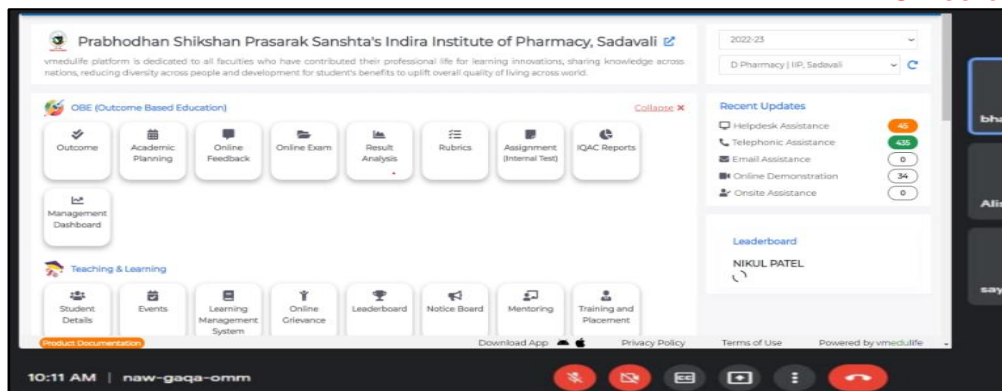 Prabhodhan Shikshan Prasarak Sanshta's Indira Institute of Pharmacy, Sadavali
vmedulife platform is dedicated to all faculties who have contributed their professional life for learning innovations, sharing knowledge across
nations, reducing diversity across people and development for student's benefits to uplift overall quality of living across world.
2022-23
D.Pharmacy | IIP, Sadavali
OBE (Outcome Based Education)
Collapse ×
Outcome
Academic
Planning
Online
Feedback
Online Exam
Result
Analysis
Rubrics
Assignment
(Internal Test)
IQAC Reports
Management
Dashboard
Recent Updates
Helpdesk Assistance 45
Telephonic Assistance 435
Email Assistance 0
Online Demonstration 34
Onsite Assistance 0
Leaderboard
NIKUL PATEL
Teaching & Learning
Student
Details
Events
Learning
Management
System
Online
Grievance
Leaderboard
Notice Board
Mentoring
Training and
Placement
Product Documentation
Download App
Privacy Policy
Terms of Use
Powered by vmedulife
bha
Alis
say
10:11 AM | naw-gaqa-omm
CC